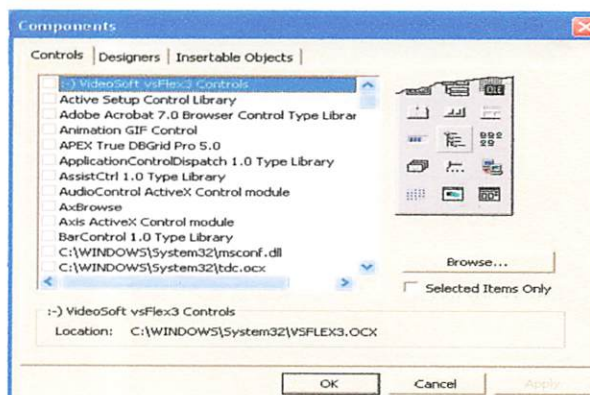 Components
Controls
Designers
Insertable Objects
:-) VideoSoft vsFlex3 Controls
Active Setup Control Library
Adobe Acrobat 7.0 Browser Control Type Librar
Animation GIF Control
APEX True DBGrid Pro 5.0
ApplicationControlDispatch 1.0 Type Library
AssistCtrl 1.0 Type Library
AudioControl ActiveX Control module
AxBrowse
Axis ActiveX Control module
BarControl 1.0 Type Library
C:\WINDOWS\System32\msconf.dll
C:\WINDOWS\System32\tdc.ocx
OLE
992
29
Browse...
Selected Items Only
:-) VideoSoft vsFlex3 Controls
Location: C:\WINDOWS\System32\VSFLEX3.OCX
OK
Cancel
Apply